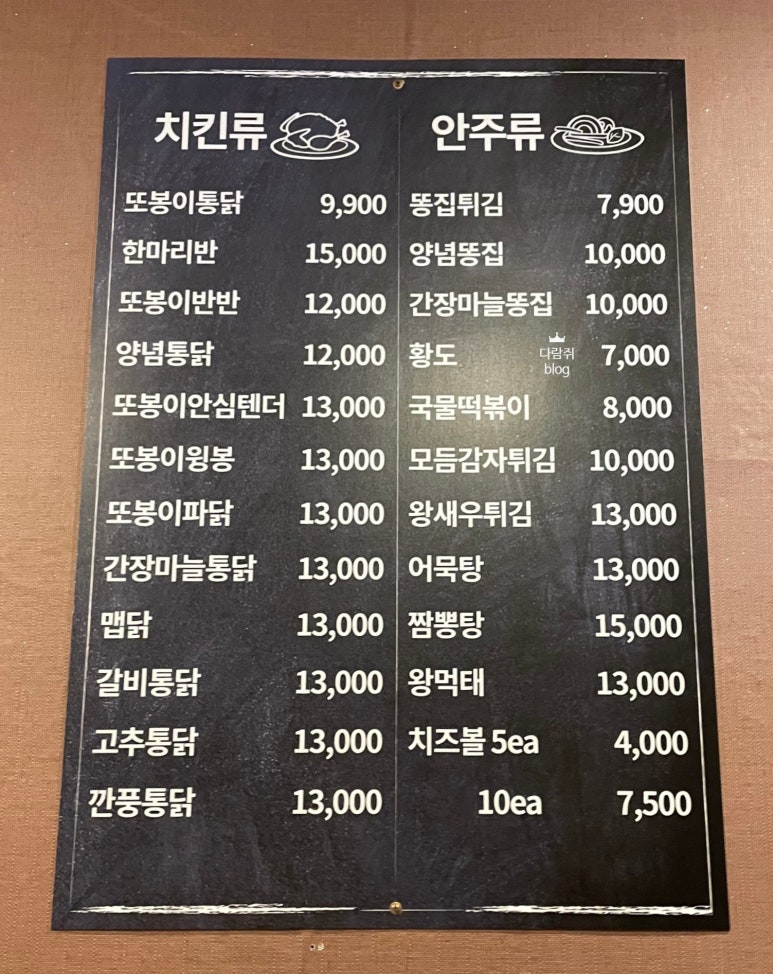 치킨류
또봉이통닭 9,900
한마리반 15,000
또봉이반반 12,000
양념통닭 12,000
또봉이안심텐더 13,000
또봉이윙봉 13,000
또봉이파닭 13,000
간장마늘통닭 13,000
맵닭 13,000
갈비통닭 13,000
고추통닭 13,000
깐풍통닭 13,000
안주류
똥집튀김 7,900
양념똥집 10,000
간장마늘똥집 10,000
황도 7,000
국물떡볶이 8,000
모듬감자튀김 10,000
왕새우튀김 13,000
어묵탕 13,000
짬뽕탕 15,000
왕먹태 13,000
치즈볼 5ea 4,000
10ea 7,500
다람쥐
blog